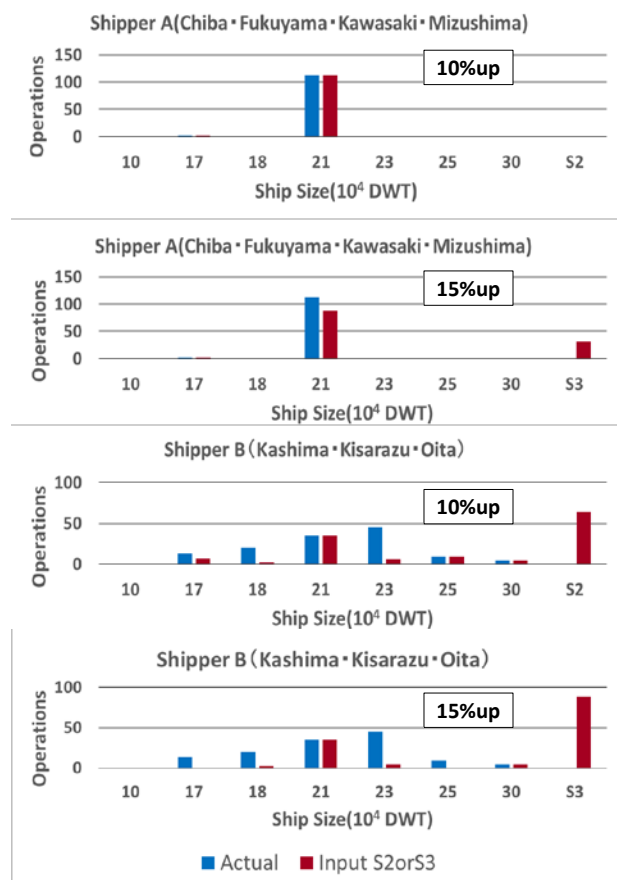 Shipper A(Chiba・Fukuyama・Kawasaki・Mizushima)
150
100
50
0
Operations
10%up
10 17 18 21 23 25 30 S2
Ship Size(10⁴ DWT)
Shipper A(Chiba・Fukuyama・Kawasaki・Mizushima)
150
100
50
0
Operations
15%up
10 17 18 21 23 25 30 S3
Ship Size(10⁴ DWT)
Shipper B(Kashima・Kisarazu・Oita)
100
50
0
Operations
10%up
10 17 18 21 23 25 30 S2
Ship Size(10⁴ DWT)
Shipper B(Kashima・Kisarazu・Oita)
100
50
0
Operations
15%up
10 17 18 21 23 25 30 S3
Ship Size(10⁴ DWT)
Actual Input S2orS3